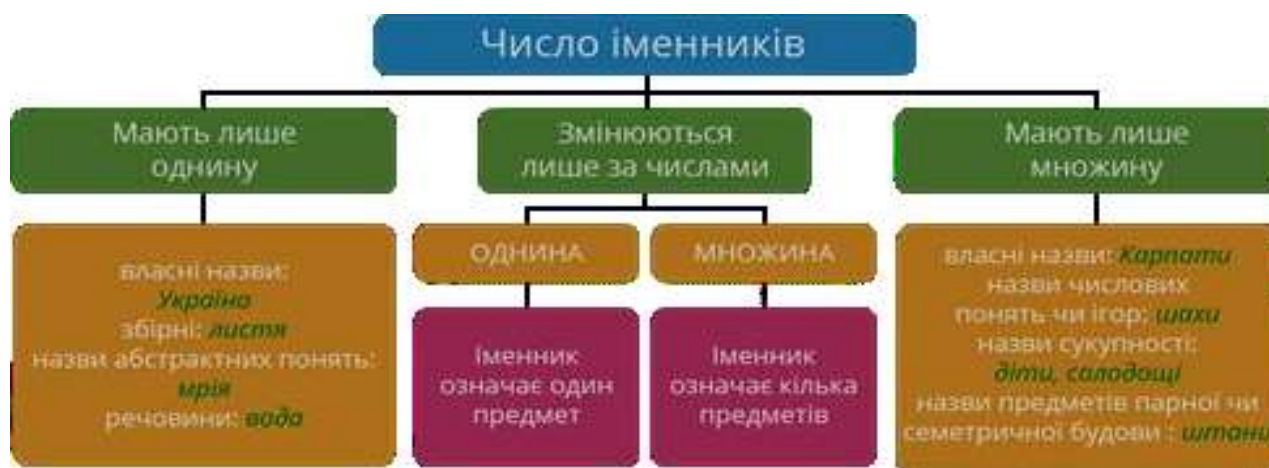 Число іменників
Мають лише
однину
власні назви:
Україна
збірні: листя
назви абстрактних понять:
мрія
речовини: вода
Змінюються
лише за числами
ОДНИНА
Іменник
означає один
предмет
МНОЖИНА
Іменник
означає кілька
предметів
Мають лише
множину
власні назви: Карпати
назви числових
понять чи ігор: шахи
назви сукупності:
діти, солодощі
назви предметів парної чи
семетричної будови : штани